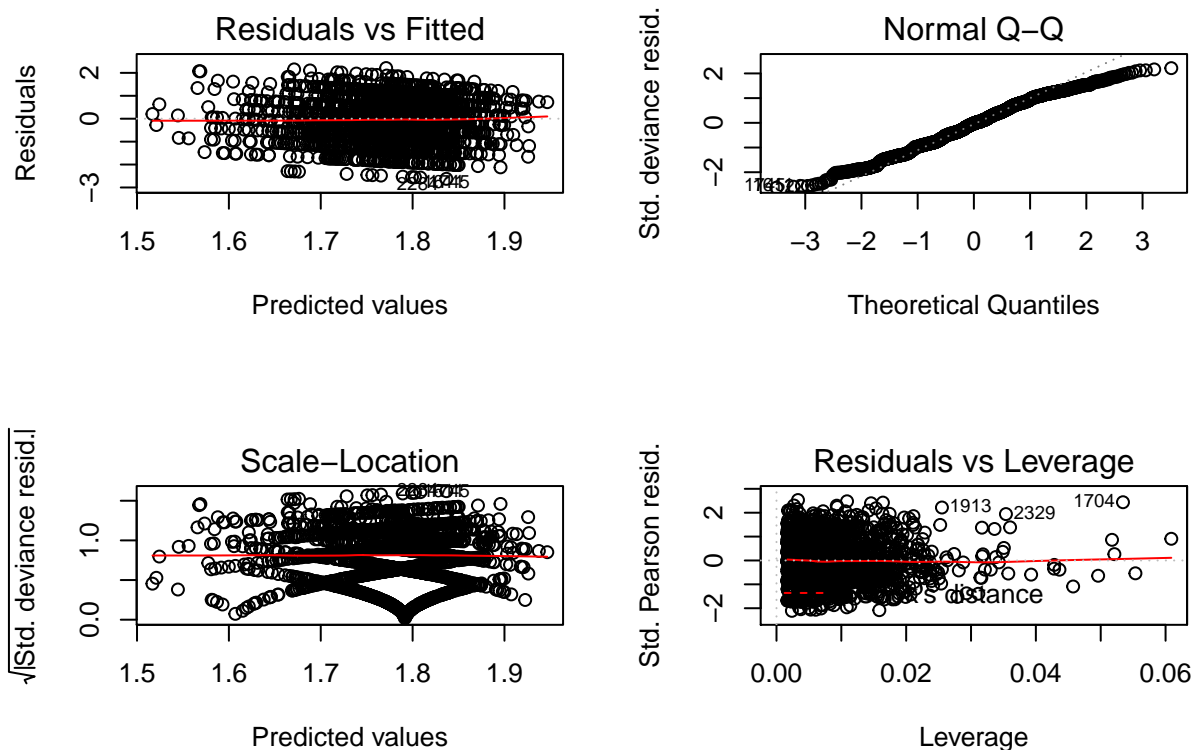 Residuals vs Fitted
Residuals
2
0
−3
1.5 1.6 1.7 1.8 1.9
Predicted values
Normal Q−Q
Std. deviance resid.
2
0
−2
−3 −2 −1 0 1 2 3
Theoretical Quantiles
Scale−Location
√|Std. deviance resid.|
1.0
0.0
1.5 1.6 1.7 1.8 1.9
Predicted values
Residuals vs Leverage
Std. Pearson resid.
2
0
−2
1913
2329
1704
distance
0.00 0.02 0.04 0.06
Leverage